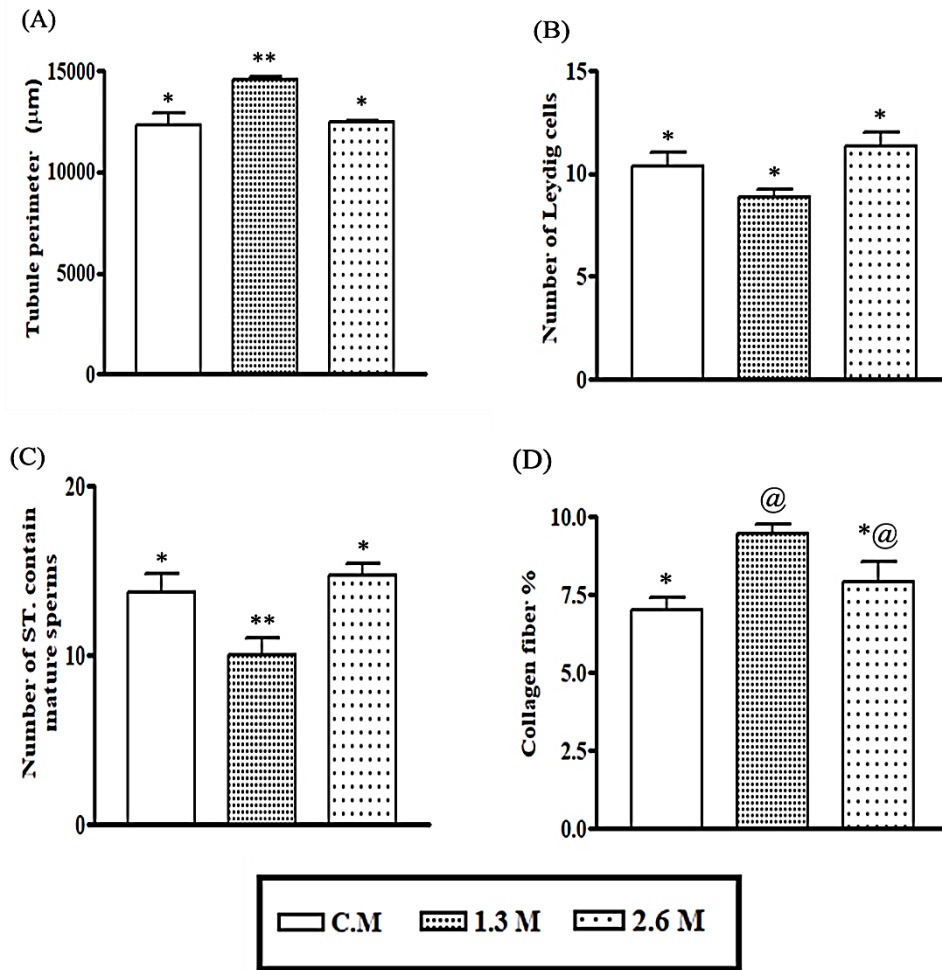 (A)
Tubule perimeter (μm)
15000
10000
5000
0
*
**
*
(B)
Number of Leydig cells
15
10
5
0
*
*
*
(C)
Number of ST. contain
mature sperms
20
10
0
*
**
*
(D)
Collagen fiber %
10.0
7.5
5.0
2.5
0.0
*
@
*@
C.M 1.3 M 2.6 M